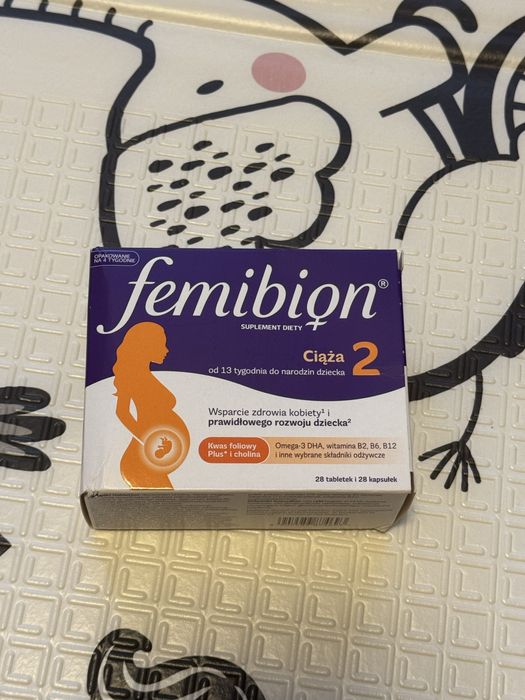 OPAKOWANIE
NA 4 TYGODNIE
femibion®
SUPLEMENT DIETY
Ciąża 2
od 13 tygodnia do narodzin dziecka
Wsparcie zdrowia kobiety¹ i
prawidłowego rozwoju dziecka²
Kwas foliowy
Plus* i cholina
Omega-3 DHA, witamina B2, B6, B12
i inne wybrane składniki odżywcze
28 tabletek i 28 kapsułek